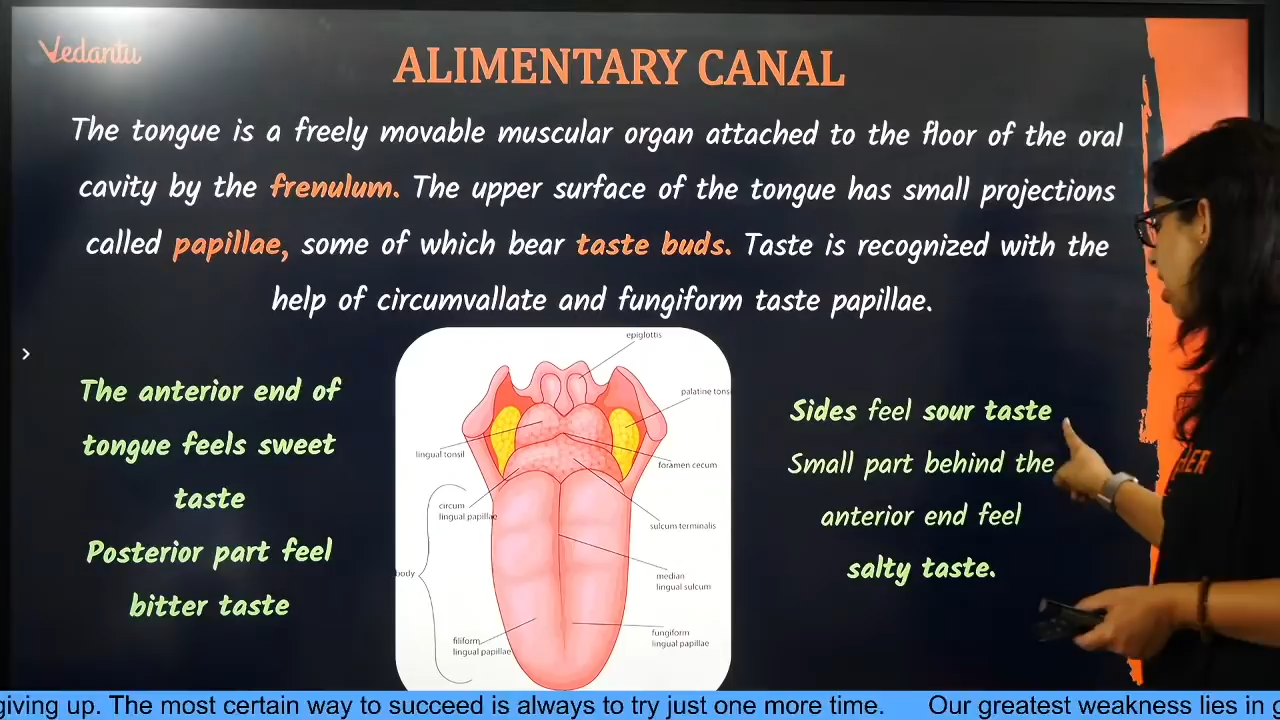 Vedantu
ALIMENTARY CANAL
The tongue is a freely movable muscular organ attached to the floor of the oral
cavity by the frenulum. The upper surface of the tongue has small projections
called papillae, some of which bear taste buds. Taste is recognized with the
help of circumvallate and fungiform taste papillae.
The anterior end of
tongue feels sweet
taste
Posterior part feel
bitter taste
epiglottis
palatine tons
lingual tonsil
foramen cecum
circum
lingual papillae
sulcum terminalis
body
median
lingual sulcum
filiform
lingual papillae
fungiform
lingual papillae
Sides feel sour taste
Small part behind the
anterior end feel
salty taste.
giving up. The most certain way to succeed is always to try just one more time. Our greatest weakness lies in g